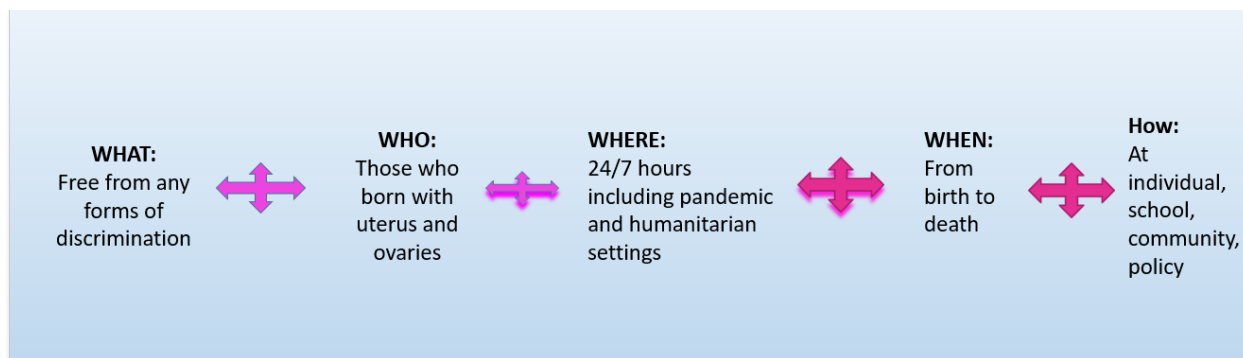 WHAT:
Free from any
forms of
discrimination
WHO:
Those who
born with
uterus and
ovaries
WHERE:
24/7 hours
including pandemic
and humanitarian
settings
WHEN:
From
birth to
death
How:
At
individual,
school,
community,
policy